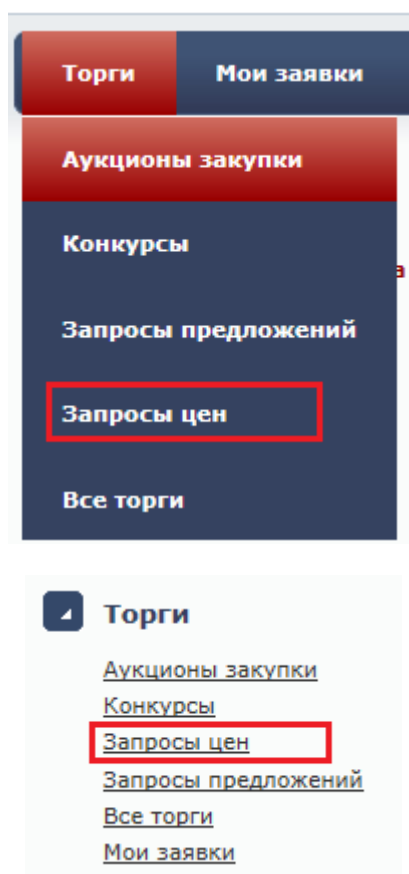 Торги Мои заявки
Аукционы закупки
Конкурсы
а
Запросы предложений
Запросы цен
Все торги
Торги
Аукционы закупки
Конкурсы
Запросы цен
Запросы предложений
Все торги
Мои заявки